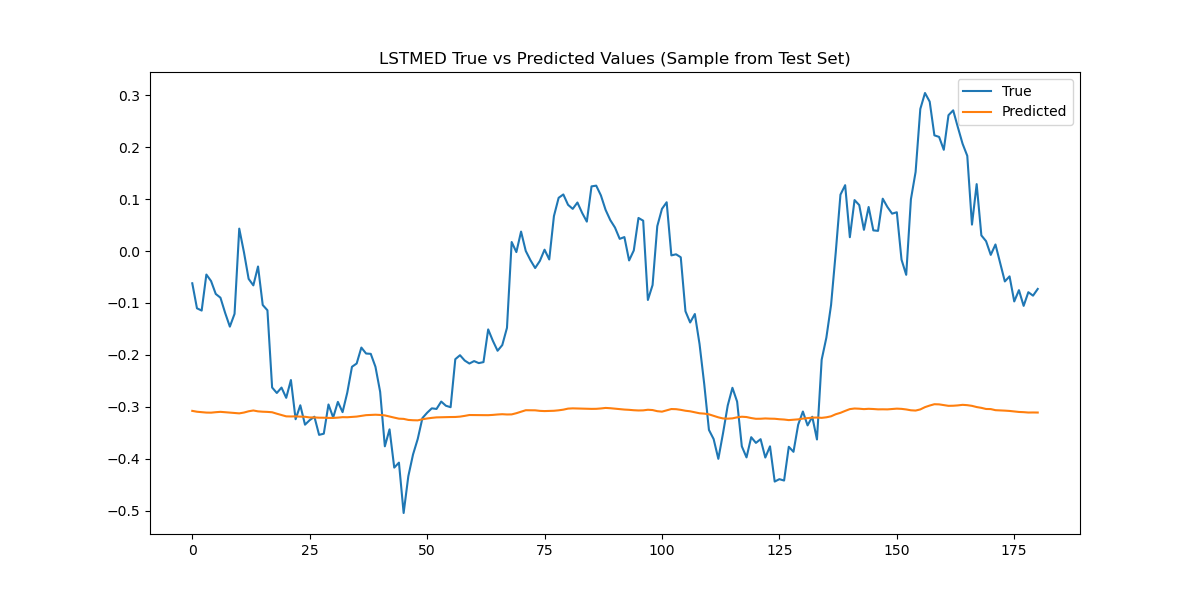 LSTMED True vs Predicted Values (Sample from Test Set)
True
Predicted
0.3
0.2
0.1
0.0
−0.1
−0.2
−0.3
−0.4
−0.5
0 25 50 75 100 125 150 175